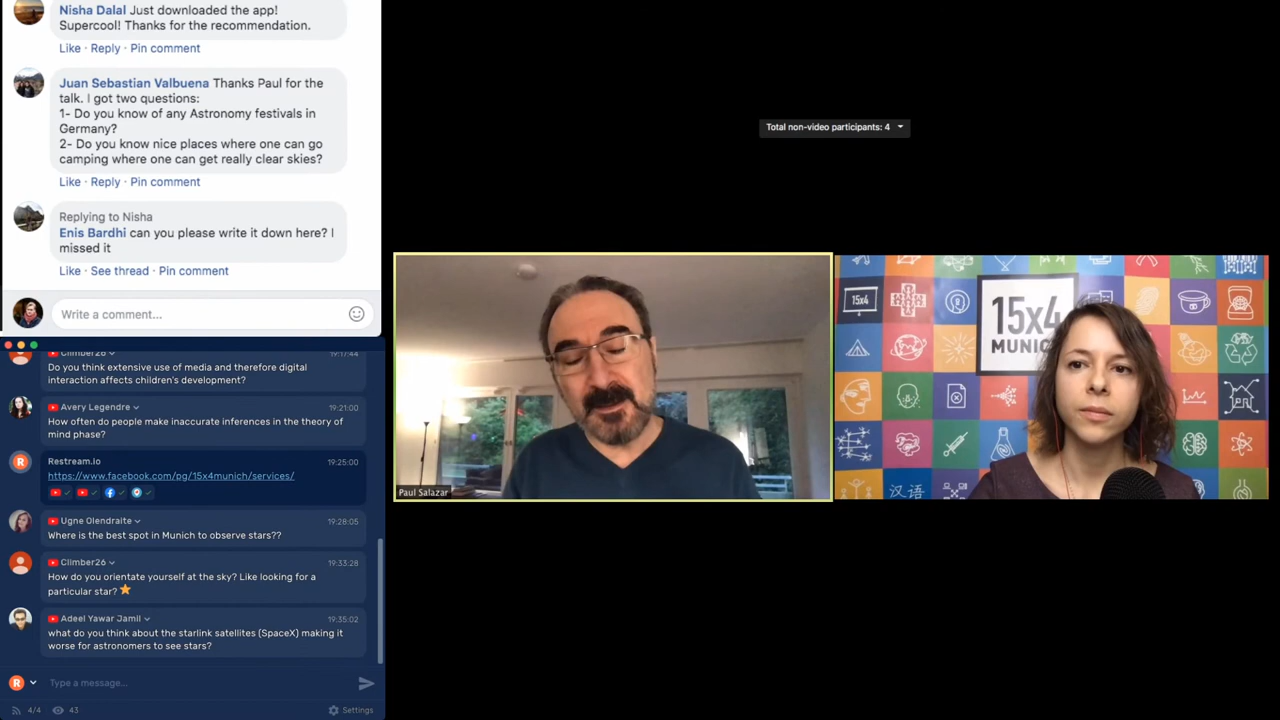 Nisha Dalal Just downloaded the app!
Supercool! Thanks for the recommendation.
Like · Reply · Pin comment
Juan Sebastian Valbuena Thanks Paul for the
talk. I got two questions:
1- Do you know of any Astronomy festivals in
Germany?
2- Do you know nice places where one can go
camping where one can get really clear skies?
Like · Reply · Pin comment
Replying to Nisha
Enis Bardhi can you please write it down here? I
missed it
Like · See thread · Pin comment
Write a comment...
Climber26 19:17:44
Do you think extensive use of media and therefore digital
interaction affects children's development?
Avery Legendre 19:21:00
How often do people make inaccurate inferences in the theory of
mind phase?
Restream.io 19:25:00
https://www.facebook.com/pg/15x4munich/services/
Ugne Olendraite 19:28:05
Where is the best spot in Munich to observe stars??
Climber26 19:33:28
How do you orientate yourself at the sky? Like looking for a
particular star?
Adeel Yawar Jamil 19:35:02
what do you think about the starlink satellites (SpaceX) making it
worse for astronomers to see stars?
Type a message...
4/4 43 Settings
Total non-video participants: 4
Paul Salazar
15x4
15x4
汉语